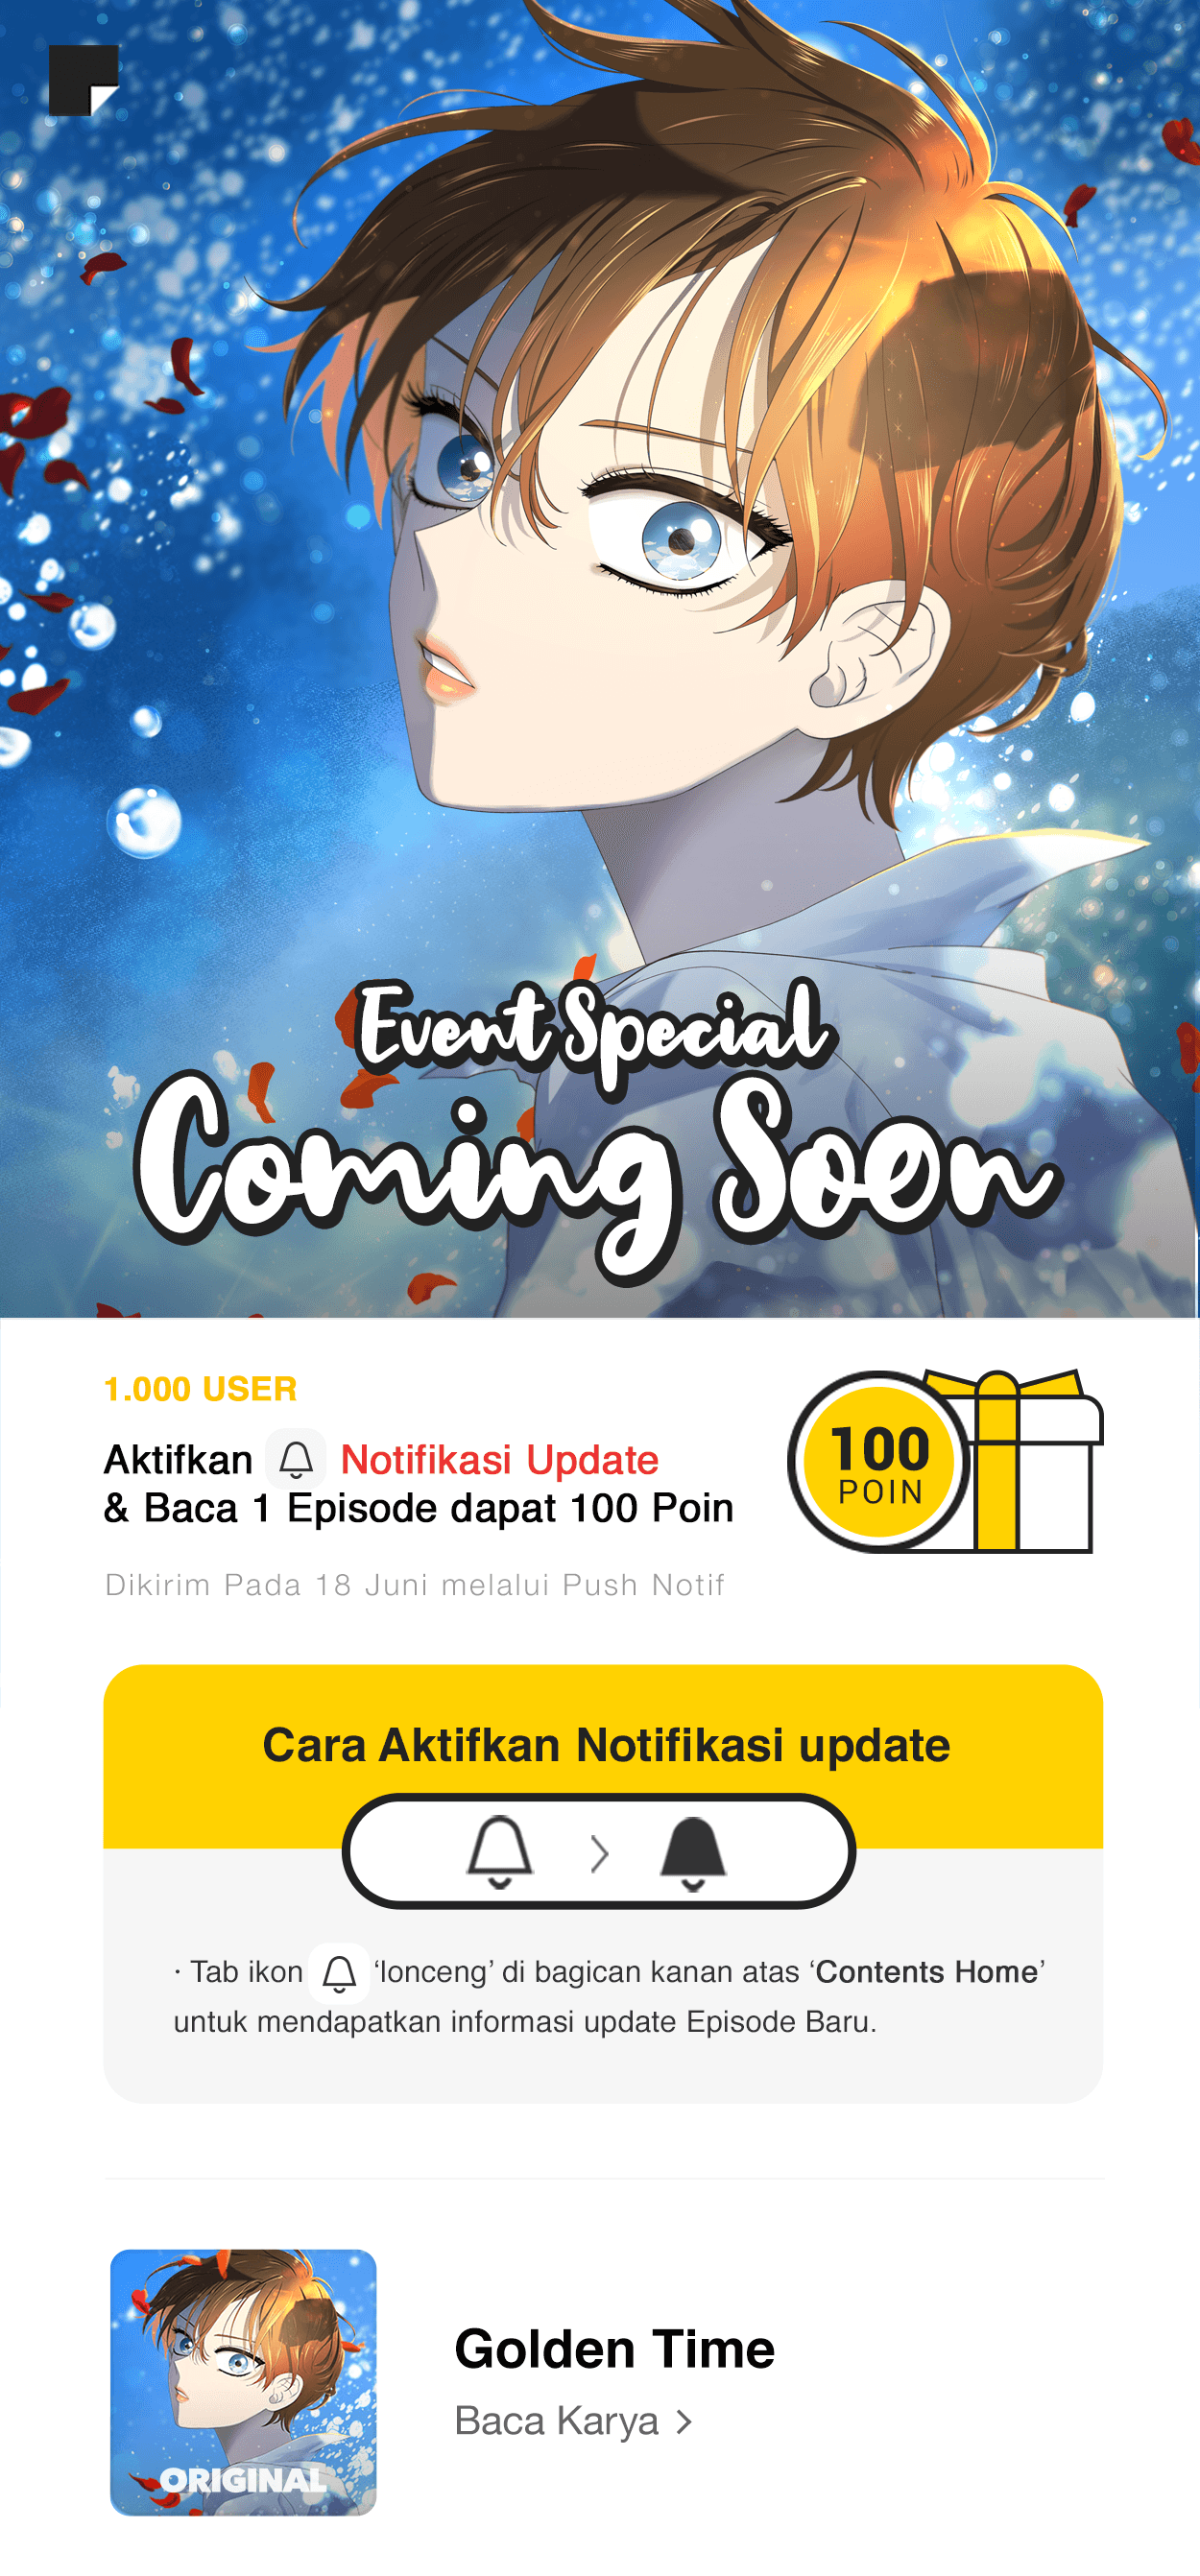 Event Special
Coming Soon
1.000 USER
Aktifkan Notifikasi Update
& Baca 1 Episode dapat 100 Poin
100
POIN
Dikirim Pada 18 Juni melalui Push Notif
Cara Aktifkan Notifikasi update
· Tab ikon ‘lonceng’ di bagican kanan atas ‘Contents Home’
untuk mendapatkan informasi update Episode Baru.
ORIGINAL
Golden Time
Baca Karya >